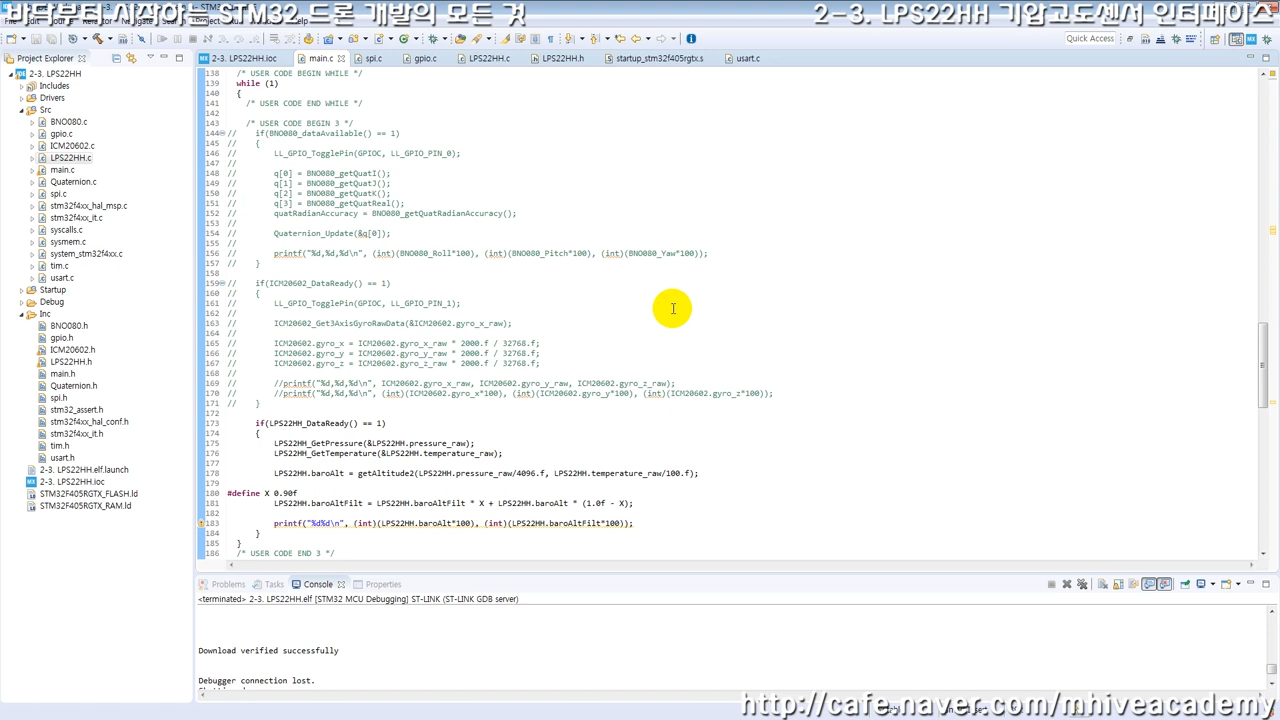 바드부터 시작하는 STM32 드론 개발의 모든 것
2-3. LPS22HH 기압고도센서 인터페이스
Quick Access
Project Explorer
2-3. LPS22HH.ioc
main.c
spi.c
gpio.c
LPS22HH.c
LPS22HH.h
startup_stm32f405rgtx.s
usart.c
2-3. LPS22HH
Includes
Drivers
Src
BNO080.c
gpio.c
ICM20602.c
LPS22HH.c
main.c
Quaternion.c
spi.c
stm32f4xx_hal_msp.c
stm32f4xx_it.c
syscalls.c
sysmem.c
system_stm32f4xx.c
tim.c
usart.c
Startup
Debug
Inc
BNO080.h
gpio.h
ICM20602.h
LPS22HH.h
main.h
Quaternion.h
spi.h
stm32_assert.h
stm32f4xx_hal_conf.h
stm32f4xx_it.h
tim.h
usart.h
2-3. LPS22HH.elf.launch
2-3. LPS22HH.ioc
STM32F405RGTX_FLASH.ld
STM32F405RGTX_RAM.ld
138 /* USER CODE BEGIN WHILE */
139 while (1)
140 {
141 /* USER CODE END WHILE */
142
143 /* USER CODE BEGIN 3 */
144 // if(BNO080_dataAvailable() == 1)
145 // {
146 // LL_GPIO_TogglePin(GPIOC, LL_GPIO_PIN_0);
147 //
148 // q[0] = BNO080_getQuatI();
149 // q[1] = BNO080_getQuatJ();
150 // q[2] = BNO080_getQuatK();
151 // q[3] = BNO080_getQuatReal();
152 // quatRadianAccuracy = BNO080_getQuatRadianAccuracy();
153 //
154 // Quaternion_Update(&q[0]);
155 //
156 // printf("%d,%d,%d\n", (int)(BNO080_Roll*100), (int)(BNO080_Pitch*100), (int)(BNO080_Yaw*100));
157 // }
158
159 // if(ICM20602_DataReady() == 1)
160 // {
161 // LL_GPIO_TogglePin(GPIOC, LL_GPIO_PIN_1);
162 //
163 // ICM20602_Get3AxisGyroRawData(&ICM20602.gyro_x_raw);
164 //
165 // ICM20602.gyro_x = ICM20602.gyro_x_raw * 2000.f / 32768.f;
166 // ICM20602.gyro_y = ICM20602.gyro_y_raw * 2000.f / 32768.f;
167 // ICM20602.gyro_z = ICM20602.gyro_z_raw * 2000.f / 32768.f;
168 //
169 // //printf("%d,%d,%d\n", ICM20602.gyro_x_raw, ICM20602.gyro_y_raw, ICM20602.gyro_z_raw);
170 // //printf("%d,%d,%d\n", (int)(ICM20602.gyro_x*100), (int)(ICM20602.gyro_y*100), (int)(ICM20602.gyro_z*100));
171 // }
172
173 if(LPS22HH_DataReady() == 1)
174 {
175 LPS22HH_GetPressure(&LPS22HH.pressure_raw);
176 LPS22HH_GetTemperature(&LPS22HH.temperature_raw);
177
178 LPS22HH.baroAlt = getAltitude2(LPS22HH.pressure_raw/4096.f, LPS22HH.temperature_raw/100.f);
179
180 #define X 0.90f
181 LPS22HH.baroAltFilt = LPS22HH.baroAltFilt * X + LPS22HH.baroAlt * (1.0f - X);
182
183 printf("%d%d\n", (int)(LPS22HH.baroAlt*100), (int)(LPS22HH.baroAltFilt*100));
184 }
185 }
186 /* USER CODE END 3 */
Problems
Tasks
Console
Properties
<terminated> 2-3. LPS22HH.elf [STM32 MCU Debugging] ST-LINK (ST-LINK GDB server)
Download verified successfully
Debugger connection lost.
http://cafe.naver.com/mhiveacademy